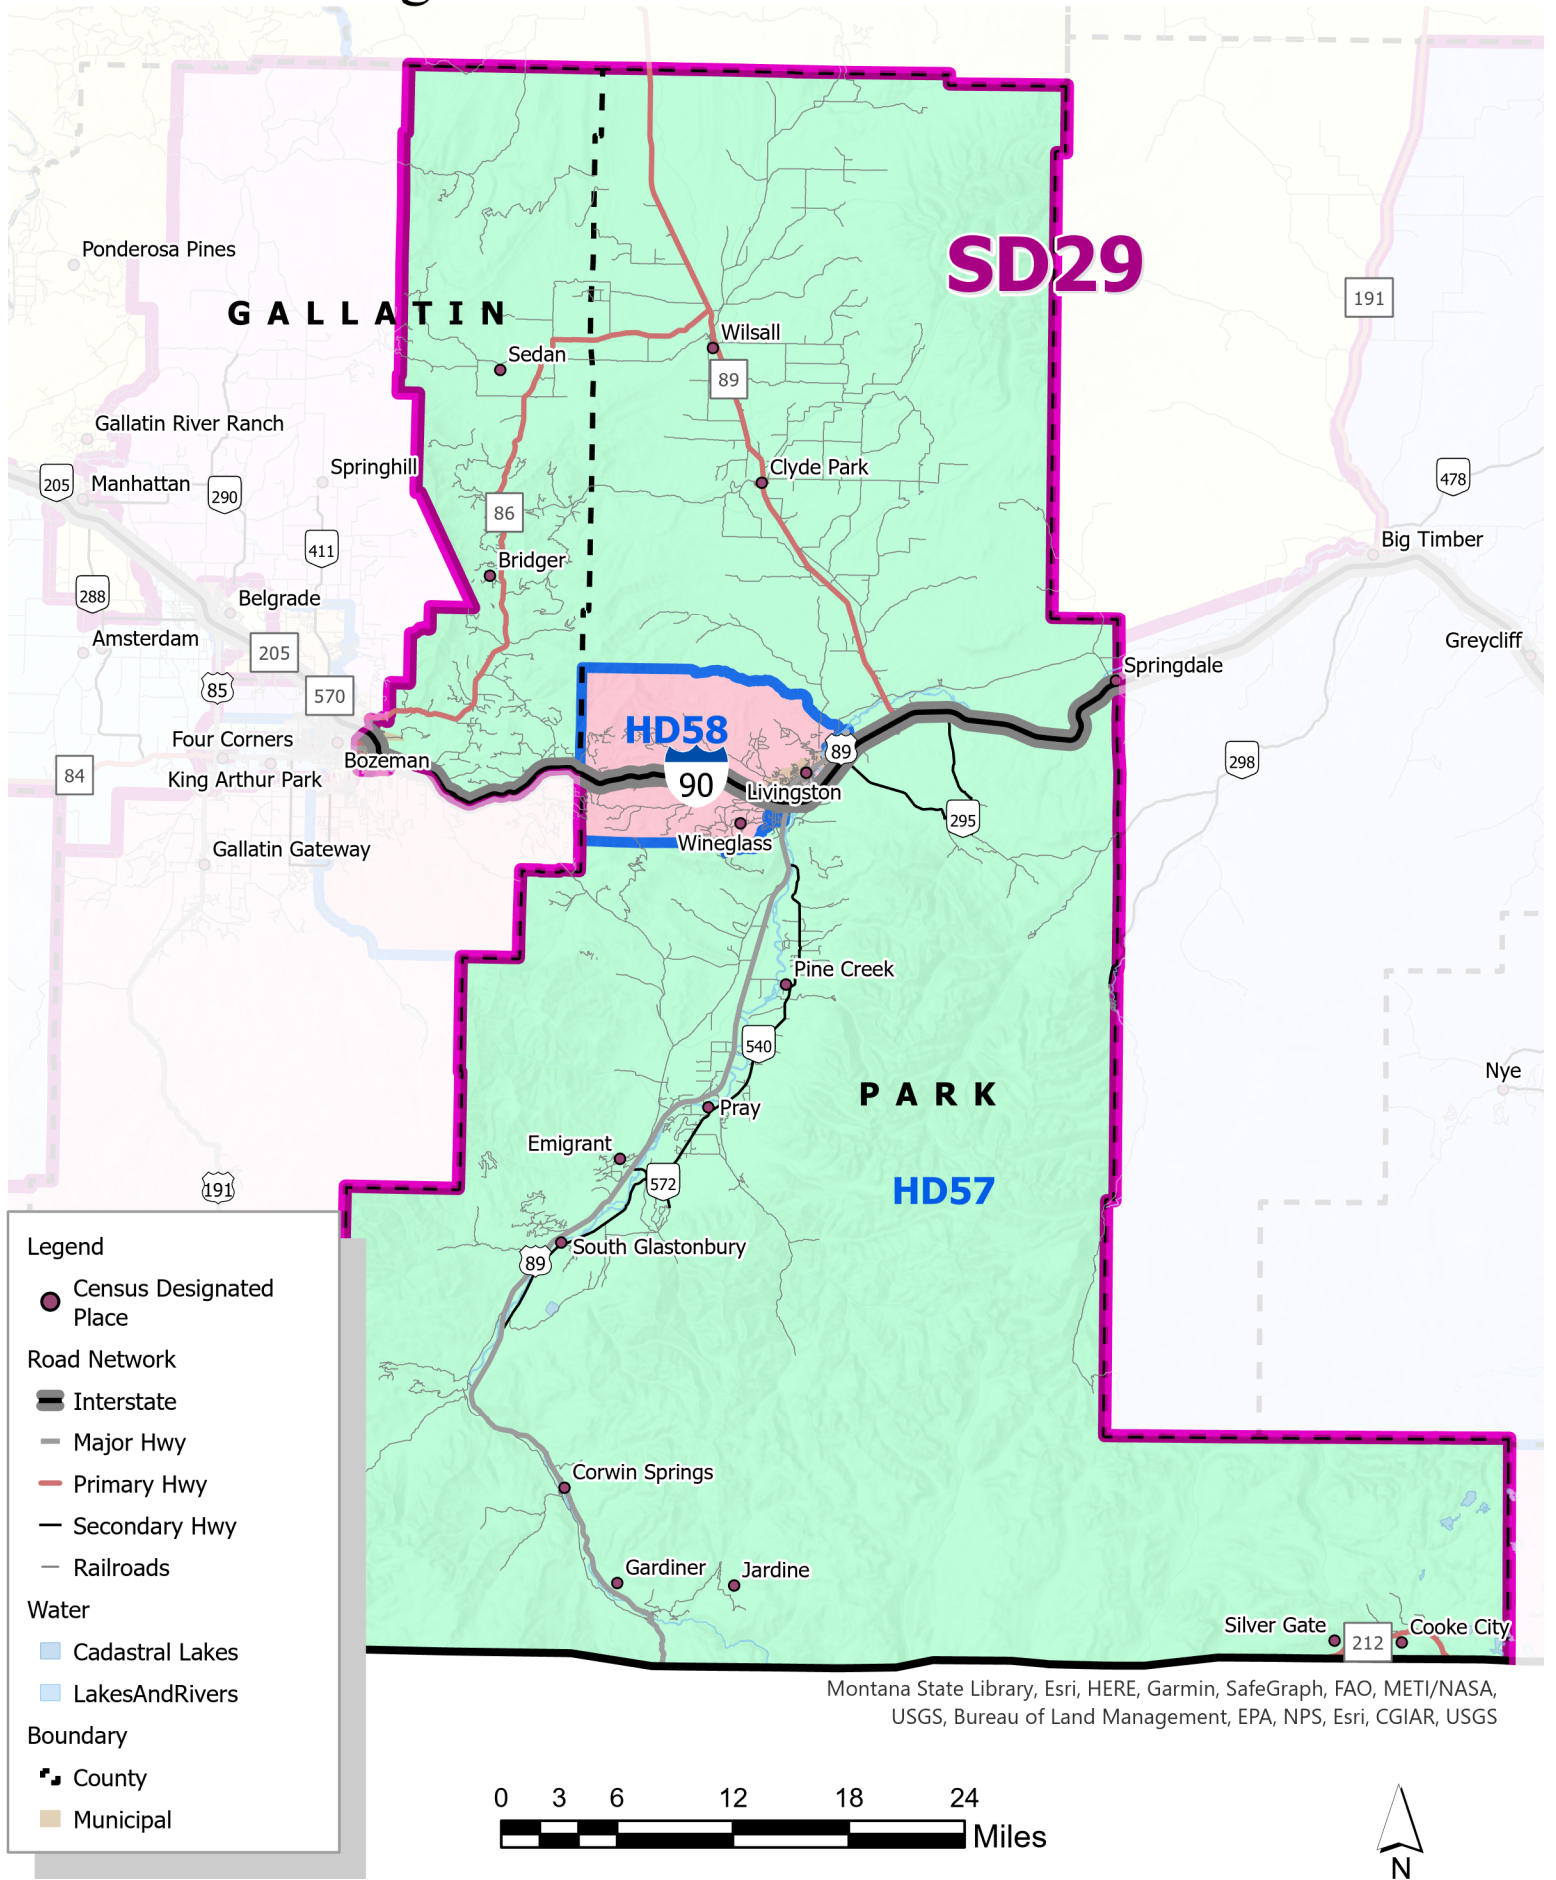 SD29
Ponderosa Pines
191
GALLATIN
Wilsall
Sedan
89
Gallatin River Ranch
Springhill
Clyde Park
205
Manhattan
290
478
86
411
Big Timber
Bridger
288
Belgrade
Amsterdam
205
Greycliff
Springdale
85
570
HD58
Four Corners
89
Bozeman
84
King Arthur Park
90
298
Livingston
295
Gallatin Gateway
Wineglass
Pine Creek
540
Nye
PARK
Pray
Emigrant
572
191
HD57
South Glastonbury
89
Corwin Springs
Gardiner
Jardine
Silver Gate
212
Cooke City
Legend
Census Designated
Place
Road Network
Interstate
Major Hwy
Primary Hwy
Secondary Hwy
Railroads
Water
Cadastral Lakes
LakesAndRivers
Boundary
County
Municipal
Montana State Library, Esri, HERE, Garmin, SafeGraph, FAO, METI/NASA,
USGS, Bureau of Land Management, EPA, NPS, Esri, CGIAR, USGS
0 3 6 12 18 24
Miles
N